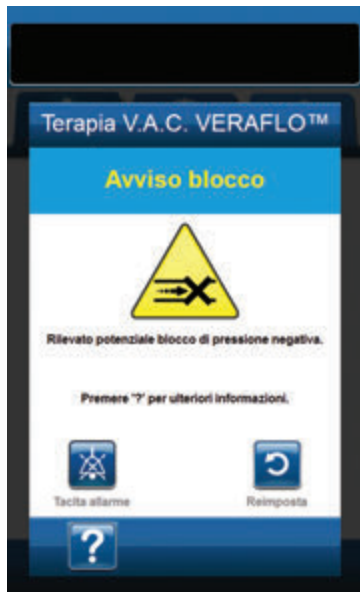 Terapia V.A.C. VERAFLO™
Avviso blocco
Rilevato potenziale blocco di pressione negativa.
Premere '?' per ulteriori informazioni.
Tacita allarme
Reimposta
?